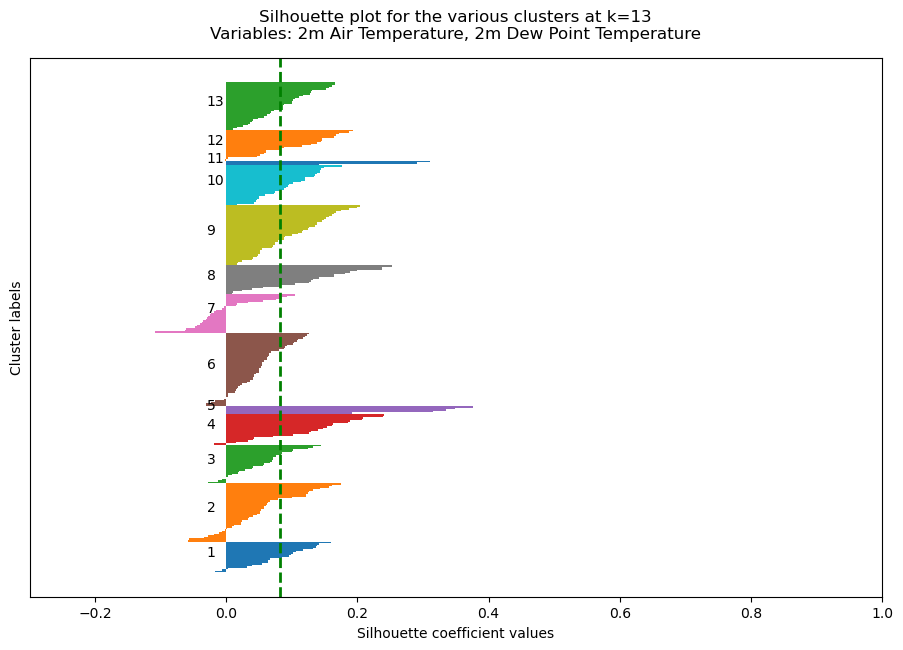 Silhouette plot for the various clusters at k=13
Variables: 2m Air Temperature, 2m Dew Point Temperature
Cluster labels
13
12
11
10
9
8
7
6
5
4
3
2
1
−0.2 0.0 0.2 0.4 0.6 0.8 1.0
Silhouette coefficient values